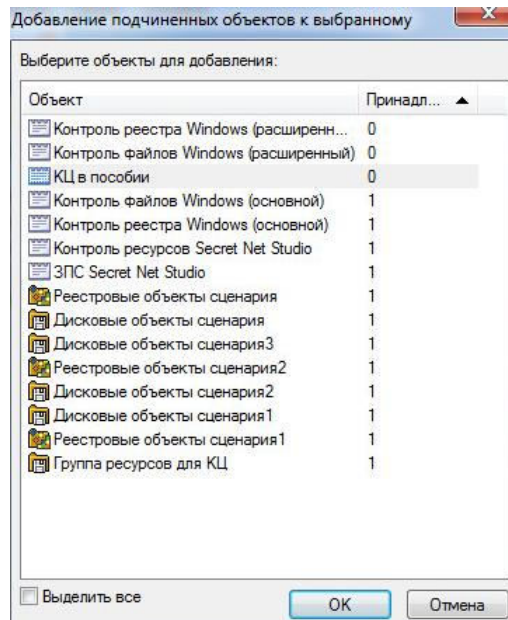 Добавление подчиненных объектов к выбранному
Выберите объекты для добавления:
Объект Принадл...
Контроль реестра Windows (расширенн... 0
Контроль файлов Windows (расширенный) 0
КЦ в пособии 0
Контроль файлов Windows (основной) 1
Контроль реестра Windows (основной) 1
Контроль ресурсов Secret Net Studio 1
ЗПС Secret Net Studio 1
Реестровые объекты сценария 1
Дисковые объекты сценария 1
Дисковые объекты сценария3 1
Реестровые объекты сценария2 1
Дисковые объекты сценария2 1
Дисковые объекты сценария1 1
Реестровые объекты сценария1 1
Группа ресурсов для КЦ 1
Выделить все
OK Отмена